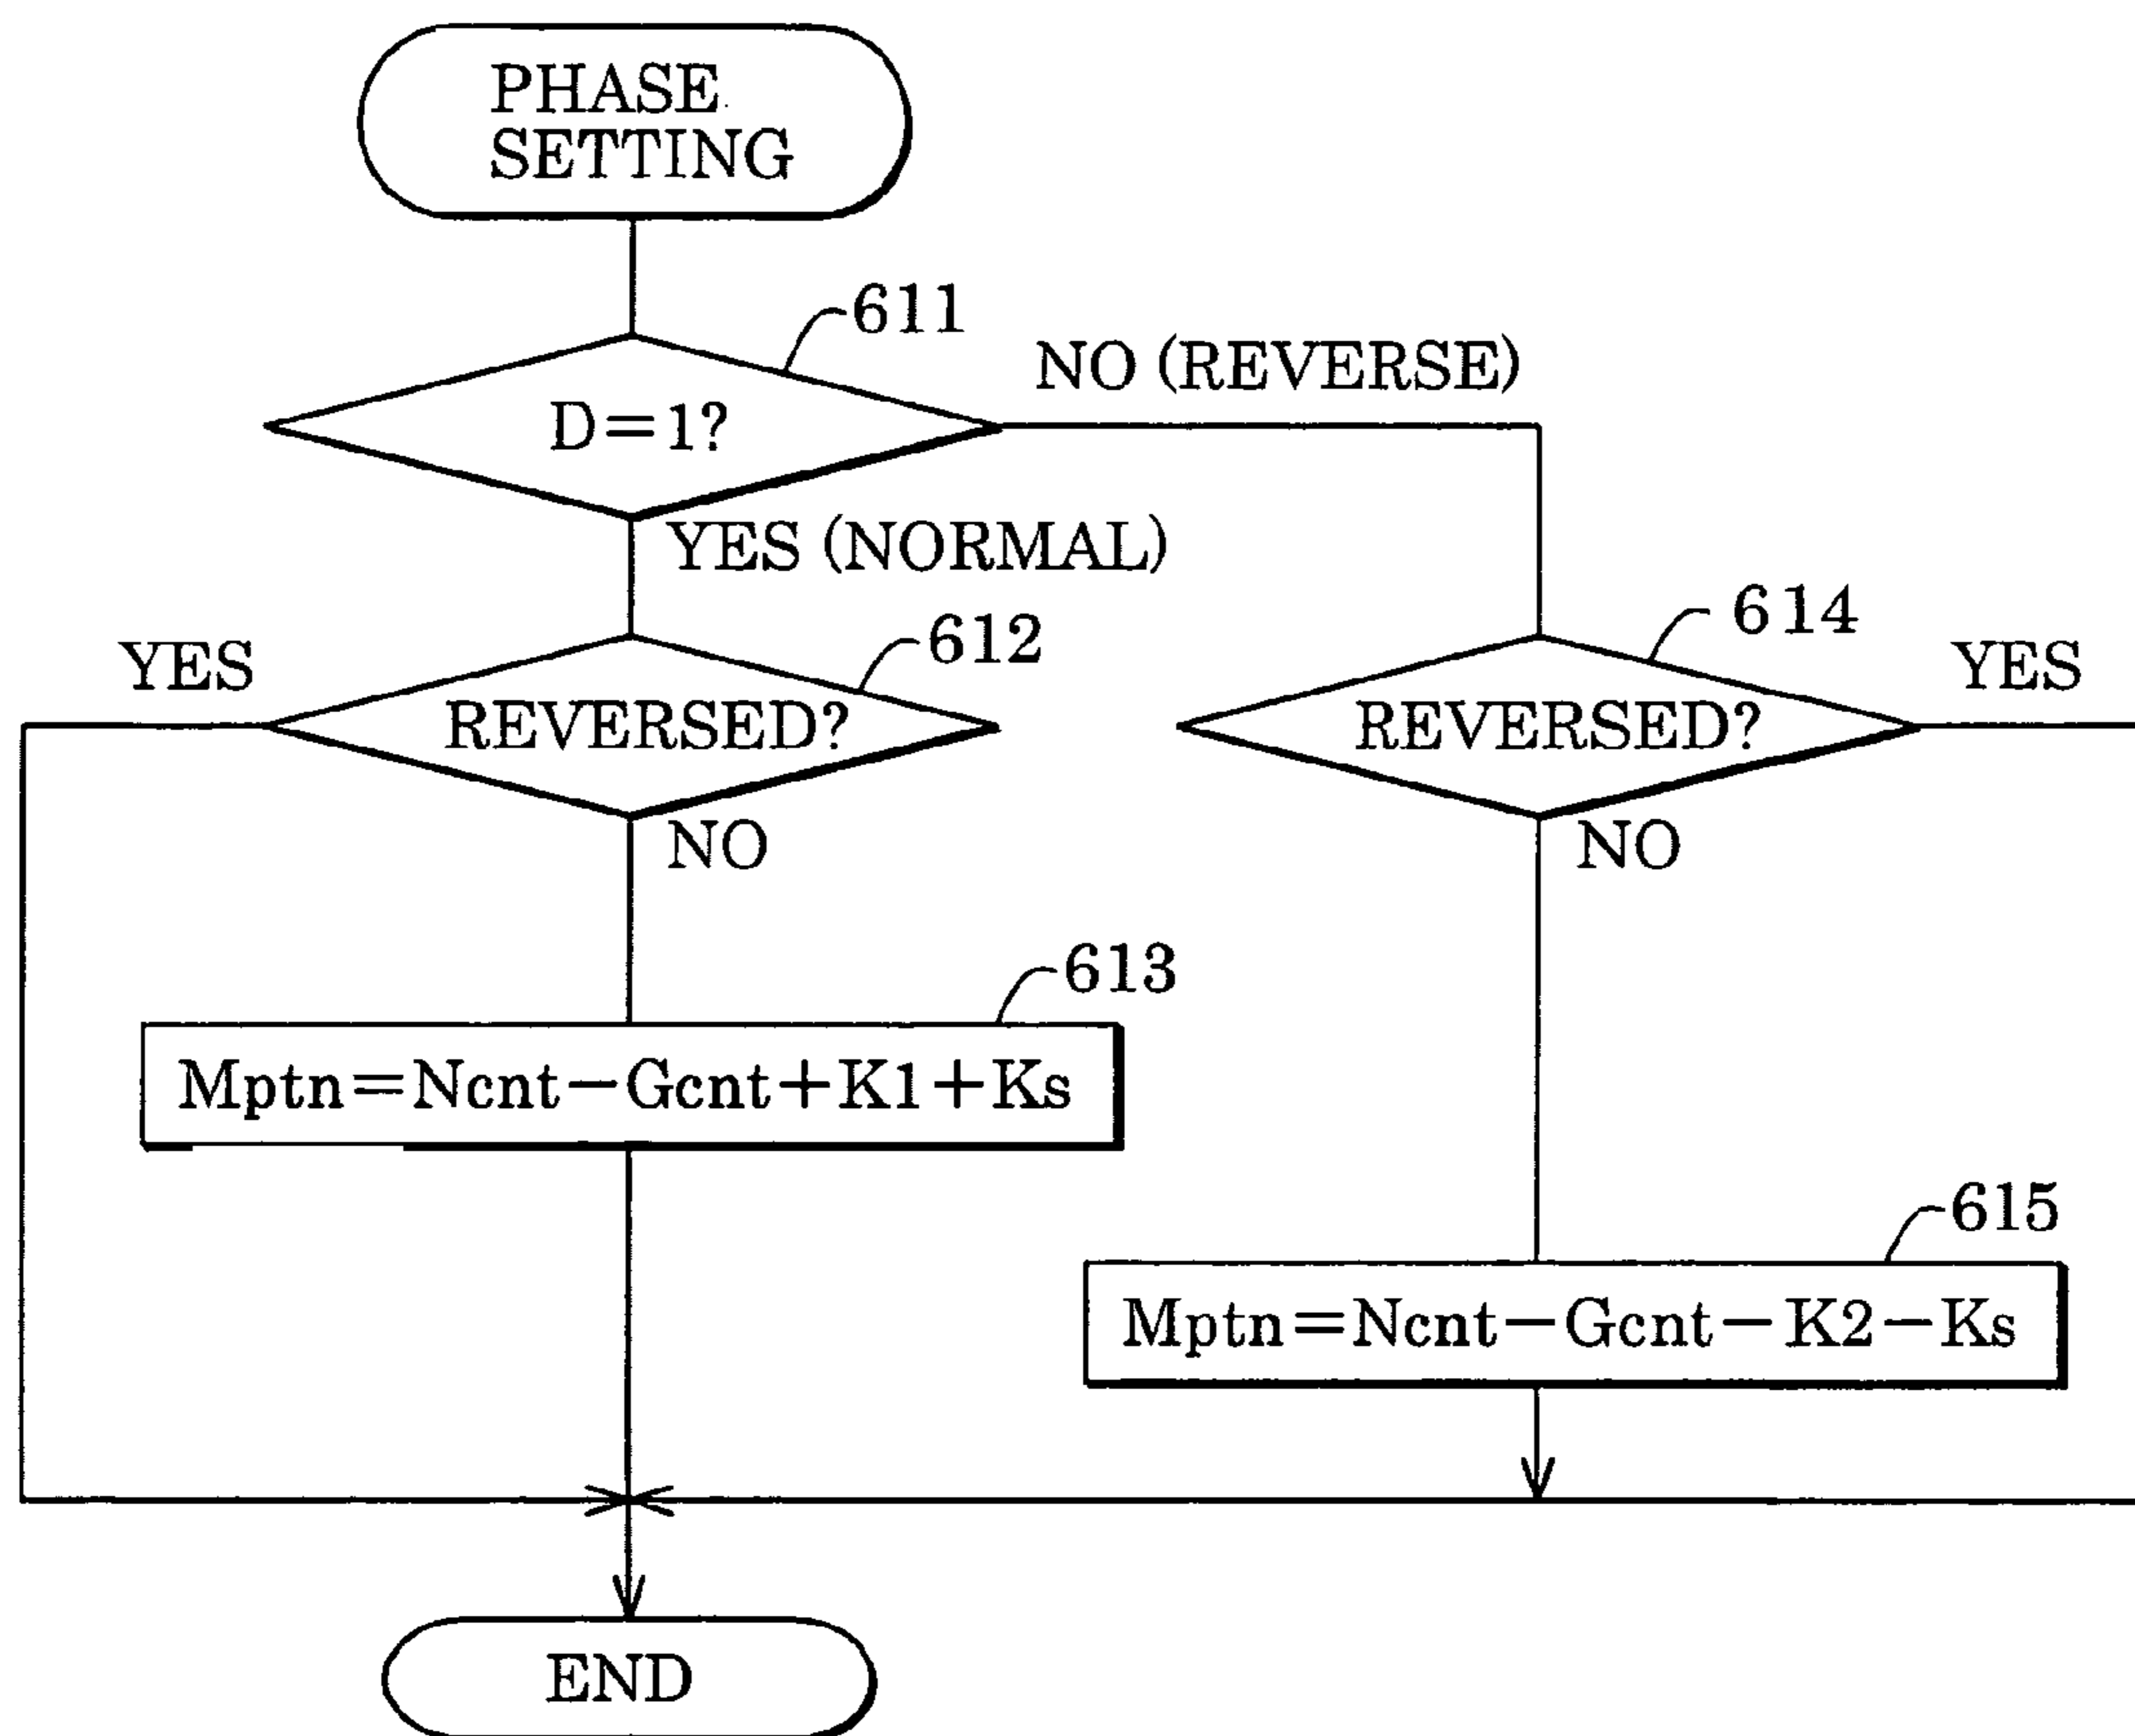 PHASE
SETTING
611
NO (REVERSE)
D=1?
YES (NORMAL)
612
614
YES
YES
REVERSED?
REVERSED?
NO
NO
613
Mptn=Ncnt−Gcnt+K1+Ks
615
Mptn=Ncnt−Gcnt−K2−Ks
END